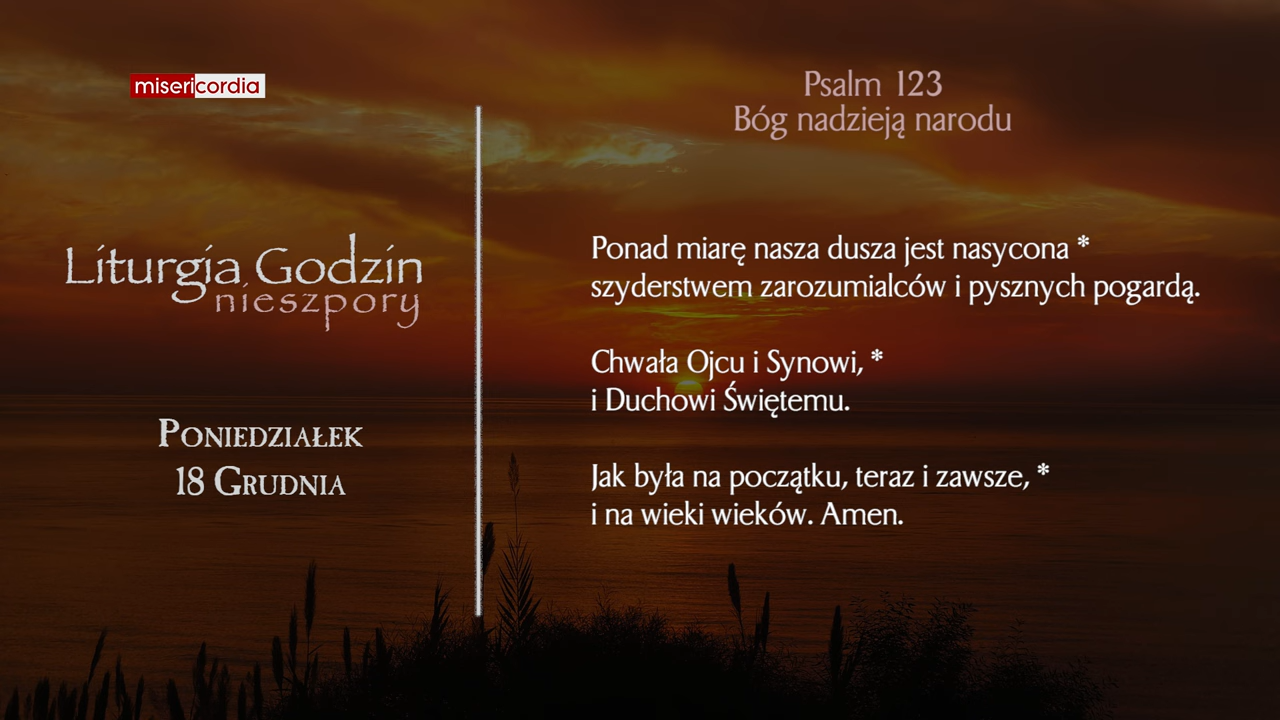 misericordia
Liturgia Godzin
nieszpory
Poniedziałek
18 Grudnia
Psalm 123
Bóg nadzieją narodu
Ponad miarę nasza dusza jest nasycona *
szyderstwem zarozumialców i pysznych pogardą.
Chwała Ojcu i Synowi, *
i Duchowi Świętemu.
Jak była na początku, teraz i zawsze, *
i na wieki wieków. Amen.